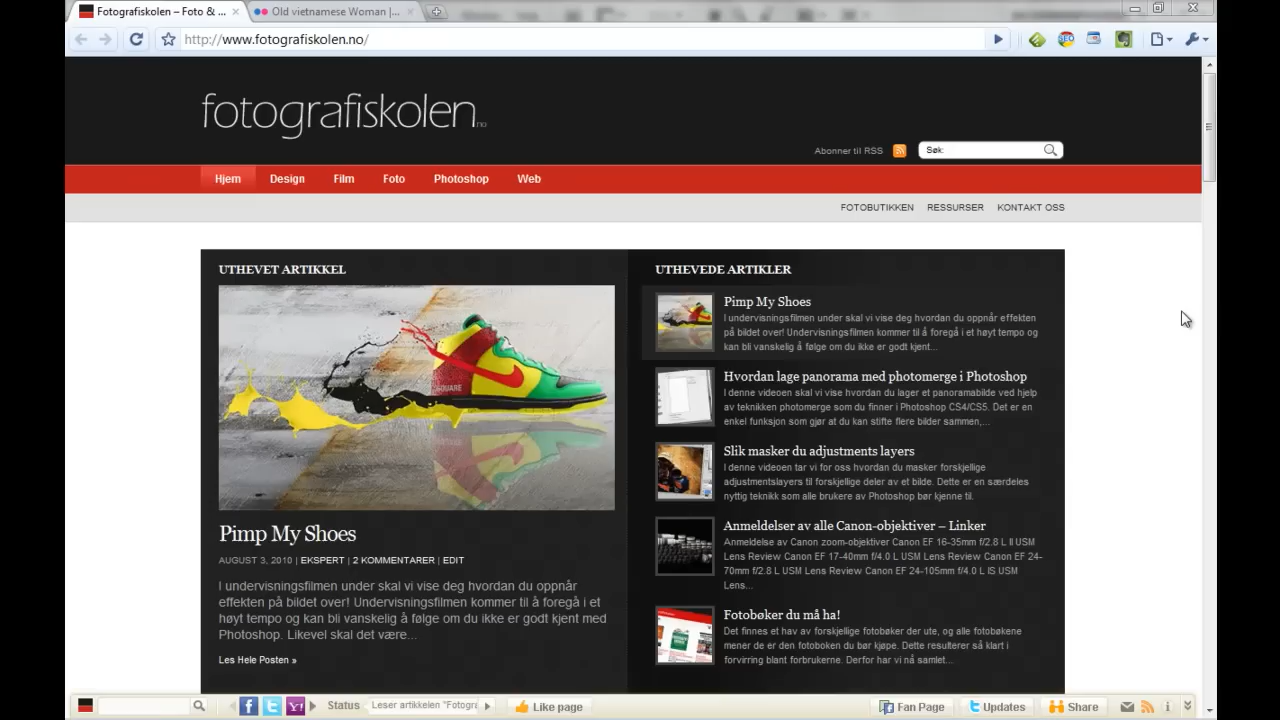 Fotografiskolen – Foto & ...
Old vietnamese Woman |...
http://www.fotografiskolen.no/
SEO
fotografiskolen.no
Abonner til RSS
Søk:
Hjem Design Film Foto Photoshop Web
FOTOBUTIKKEN RESSURSER KONTAKT OSS
UTHEVET ARTIKKEL
SQUARE
Pimp My Shoes
AUGUST 3, 2010 | EKSPERT | 2 KOMMENTARER | EDIT
I undervisningsfilmen under skal vi vise deg hvordan du oppnår
effekten på bildet over! Undervisningsfilmen kommer til å foregå i et
høyt tempo og kan bli vanskelig å følge om du ikke er godt kjent med
Photoshop. Likevel skal det være...
Les Hele Posten »
UTHEVEDE ARTIKLER
Pimp My Shoes
I undervisningsfilmen under skal vi vise deg hvordan du oppnår effekten
på bildet over! Undervisningsfilmen kommer til å foregå i et høyt tempo og
kan bli vanskelig å følge om du ikke er godt kjent...
Hvordan lage panorama med photomerge i Photoshop
I denne videoen skal vi vise hvordan du lager et panoramabilde ved hjelp
av teknikken photomerge som du finner i Photoshop CS4/CS5. Det er en
enkel funksjon som gjør at du kan stifte flere bilder sammen,...
Slik masker du adjustments layers
I denne videoen tar vi for oss hvordan du masker forskjellige
adjustmentslayers til forskjellige deler av et bilde. Dette er en særdeles
nyttig teknikk som alle brukere av Photoshop bør kjenne til.
Anmeldelser av alle Canon-objektiver – Linker
Anmeldelse av Canon zoom-objektiver Canon EF 16-35mm f/2.8 L II USM
Lens Review Canon EF 17-40mm f/4.0 L USM Lens Review Canon EF 24-
70mm f/2.8 L USM Lens Review Canon EF 24-105mm f/4.0 L IS USM
Lens...
Fotobøker du må ha!
Det finnes et hav av forskjellige fotobøker der ute, og alle fotobøkene
mener de er den fotoboken du bør kjøpe. Dette resulterer så klart i
forvirring blant forbrukerne. Derfor har vi nå samlet...
Status Leser artikkelen "Fotogra Like page Fan Page Updates Share